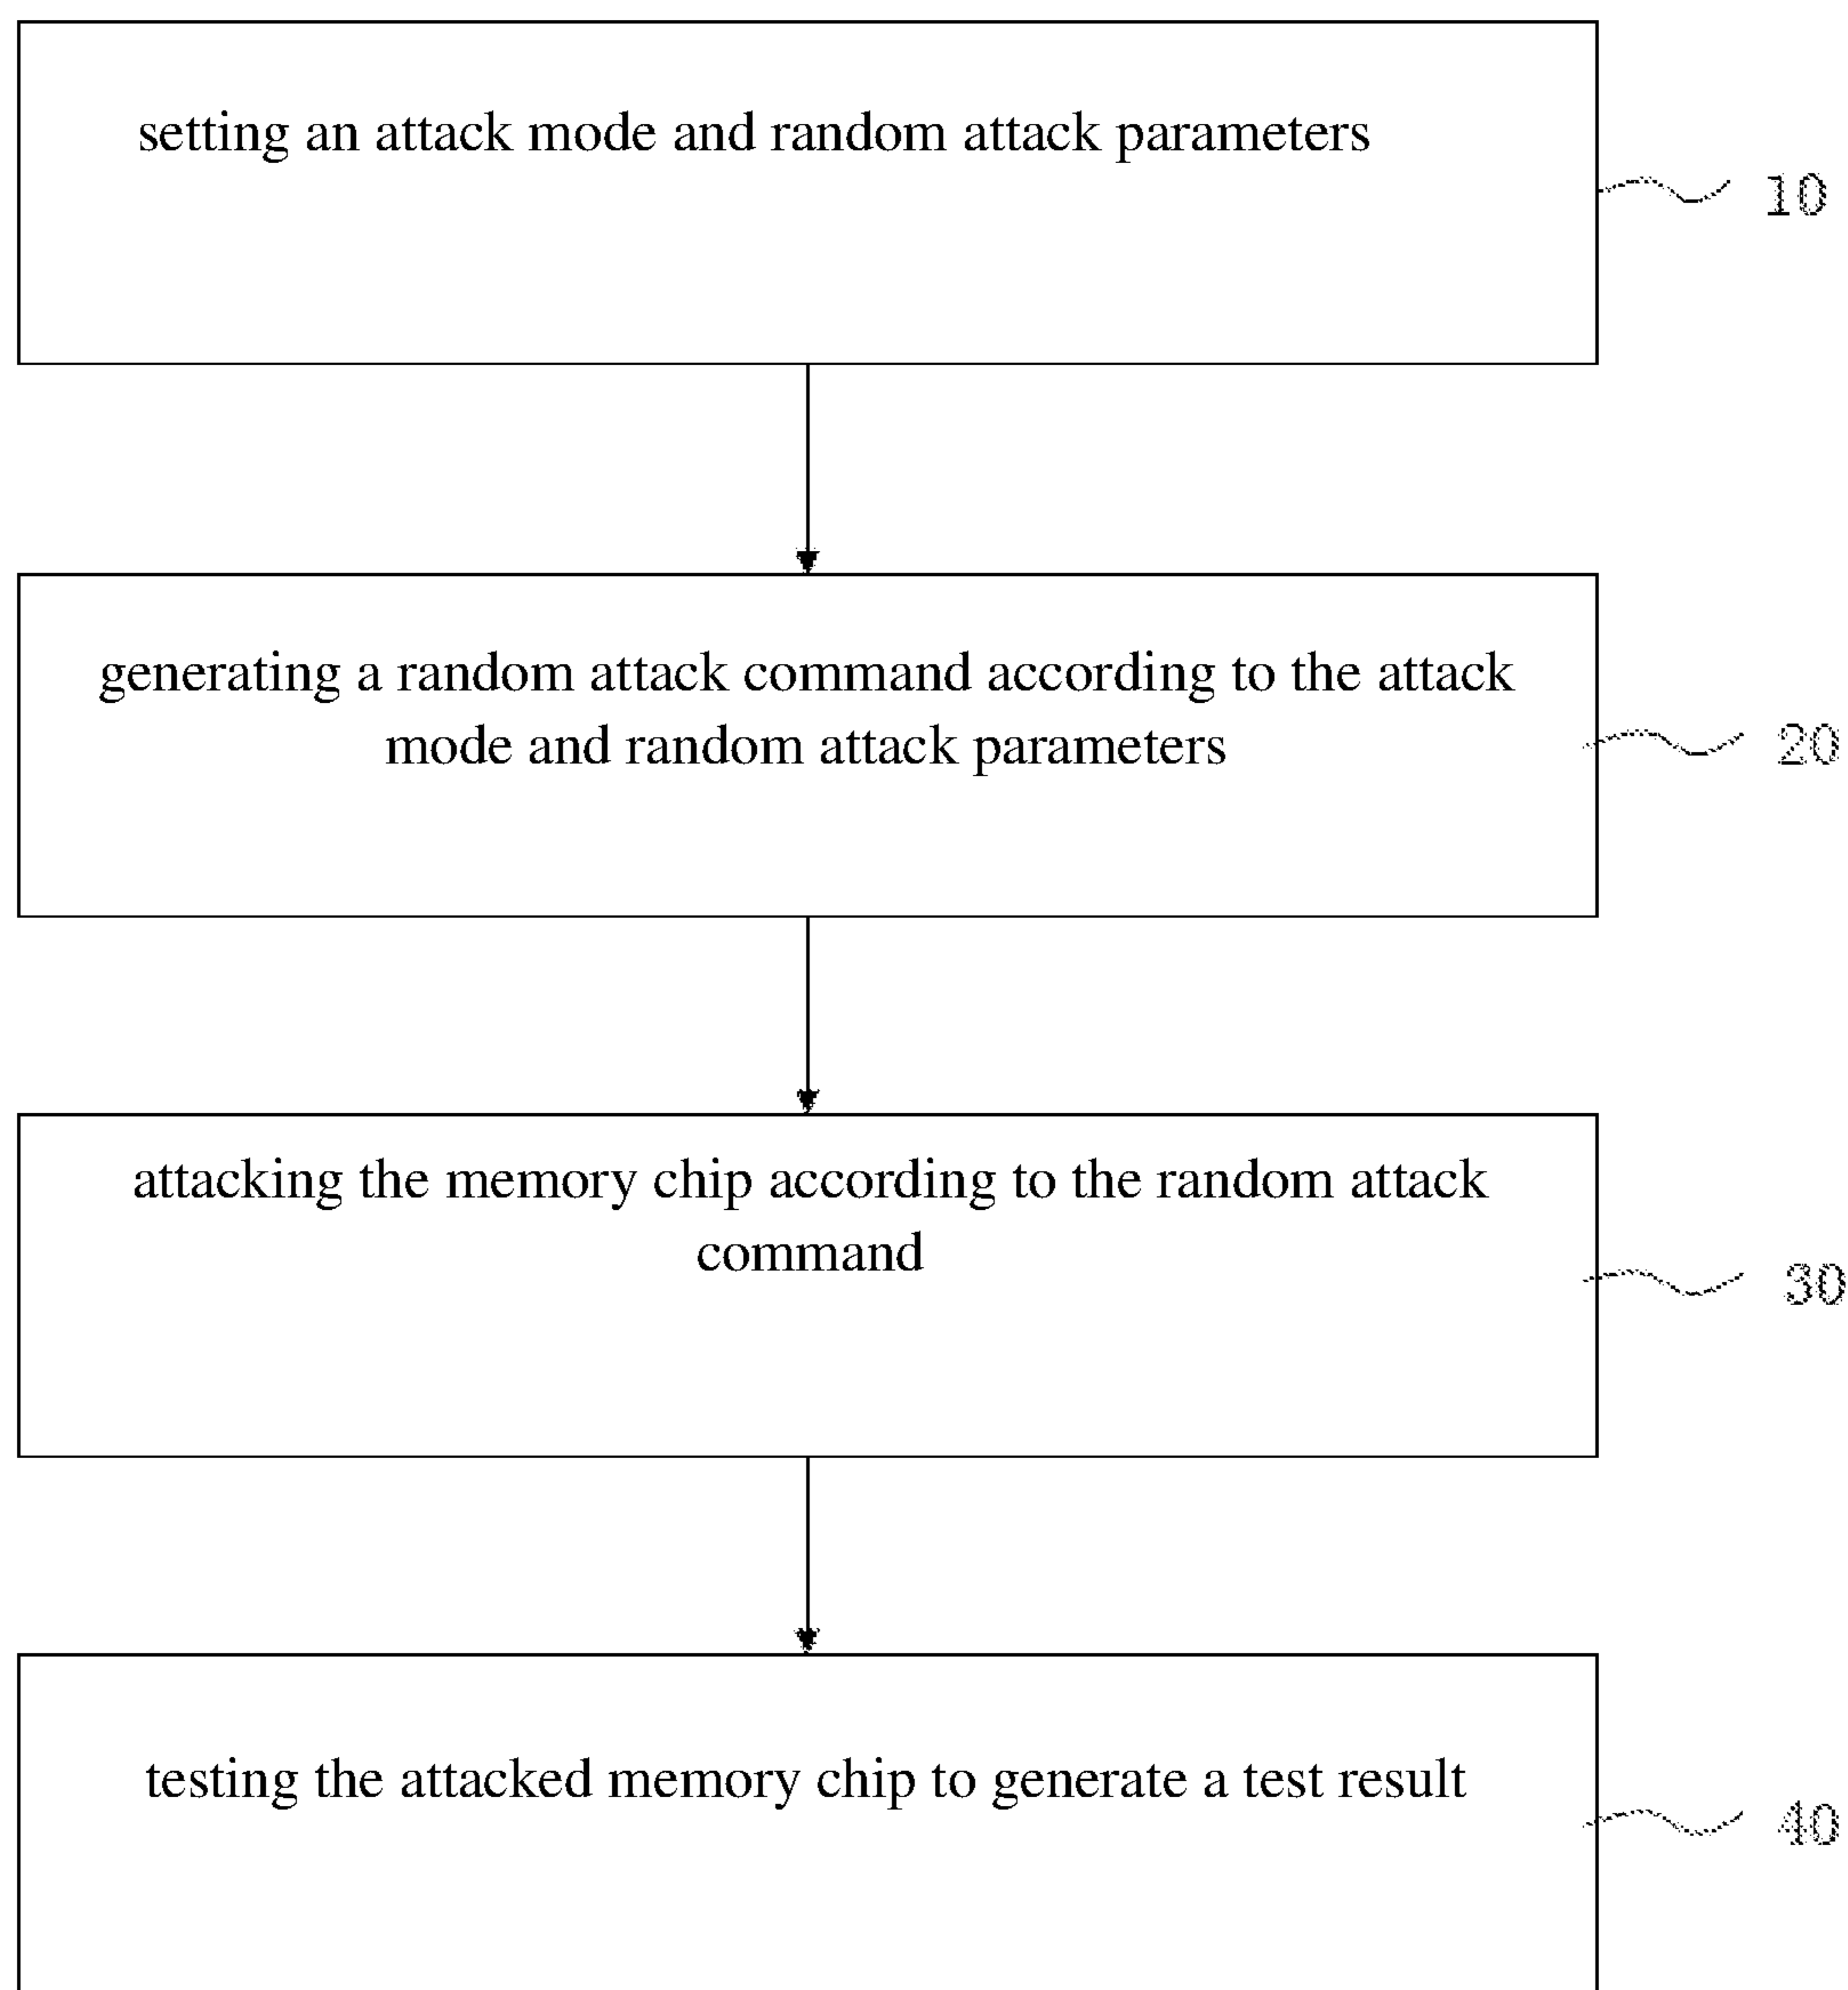 setting an attack mode and random attack parameters
10
generating a random attack command according to the attack
mode and random attack parameters
20
attacking the memory chip according to the random attack
command
30
testing the attacked memory chip to generate a test result
40